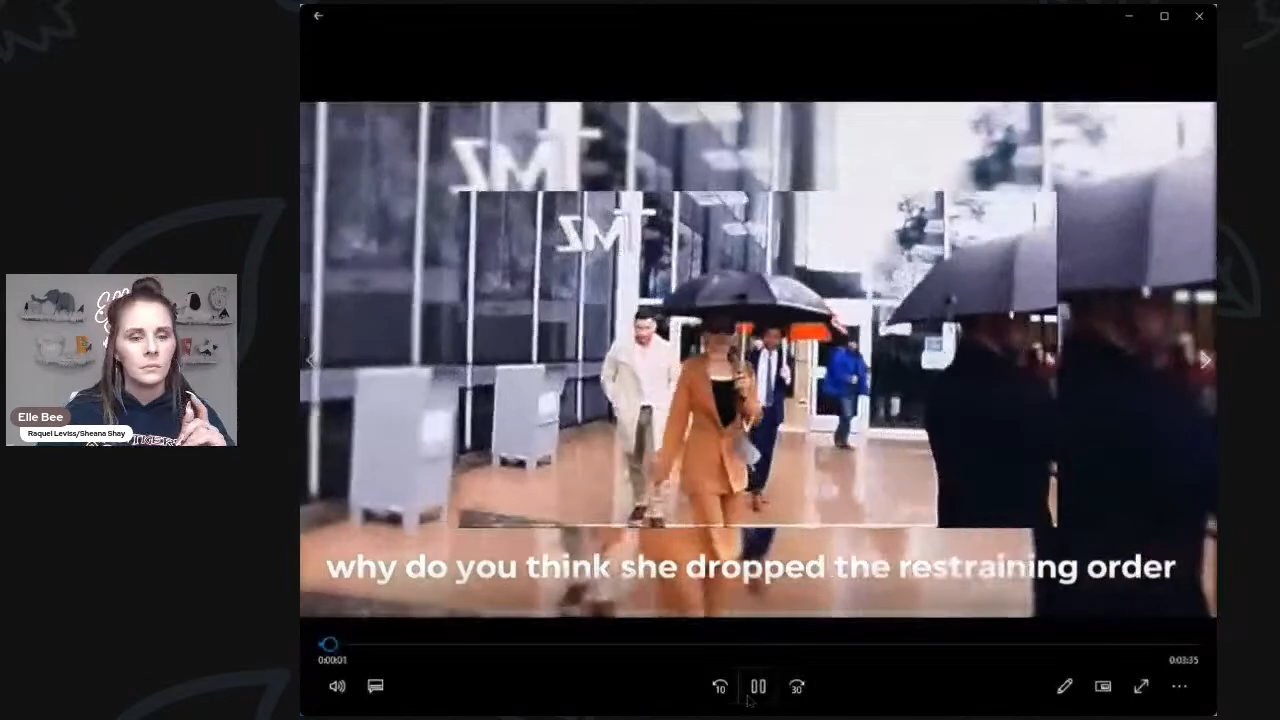 TMZ
TMZ
Elle Bee
Raquel Leviss/Sheana Shay
why do you think she dropped the restraining order
0:00:01
0:03:35
10
30